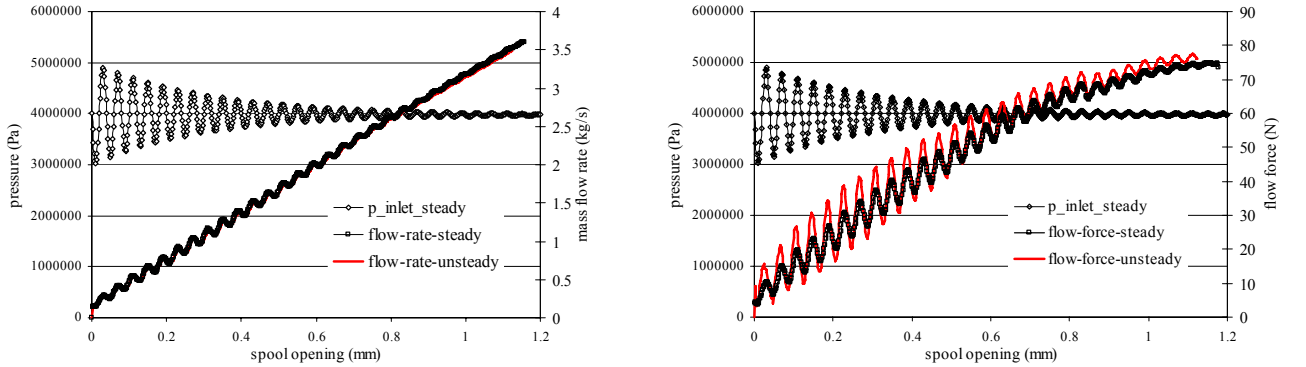 6000000
5000000
4000000
3000000
2000000
1000000
0
pressure (Pa)
4
3.5
3
2.5
2
1.5
1
0.5
0
mass flow rate (kg/s)
p_inlet_steady
flow-rate-steady
flow-rate-unsteady
0 0.2 0.4 0.6 0.8 1 1.2
spool opening (mm)
6000000
5000000
4000000
3000000
2000000
1000000
0
pressure (Pa)
90
80
70
60
50
40
30
20
10
0
flow force (N)
p_inlet_steady
flow-force-steady
flow-force-unsteady
0 0.2 0.4 0.6 0.8 1 1.2
spool opening (mm)